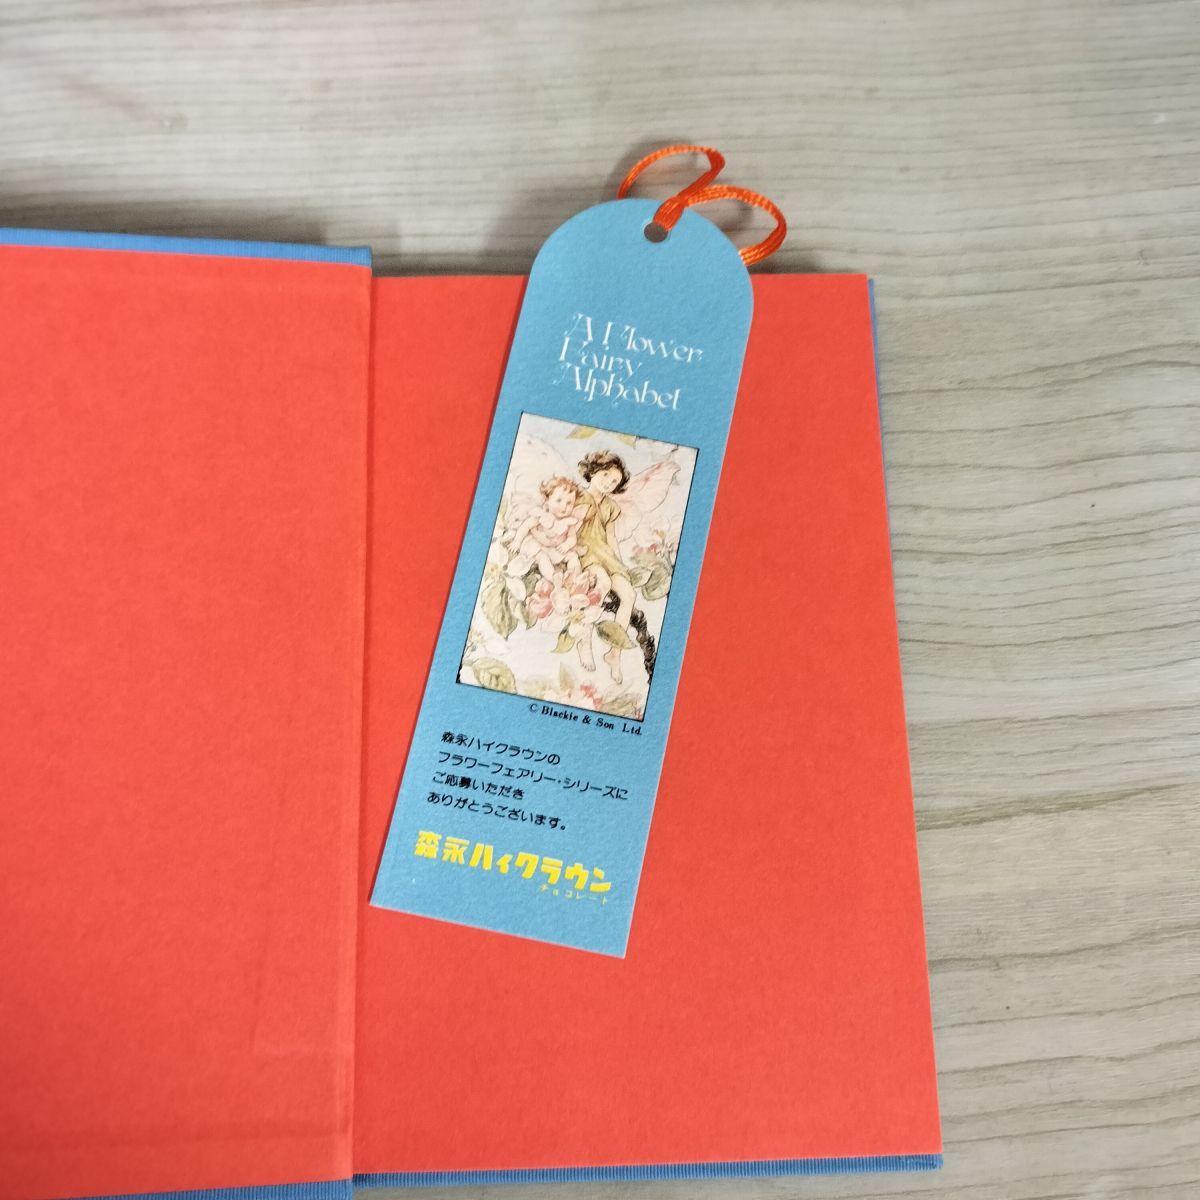 A Flower
Fairy
Alphabet
© Blackie & Son Ltd.
森永ハイクラウンの
フラワーフェアリー・シリーズに
ご応募いただき
ありがとうございます。
森永ハイクラウン
チョコレート